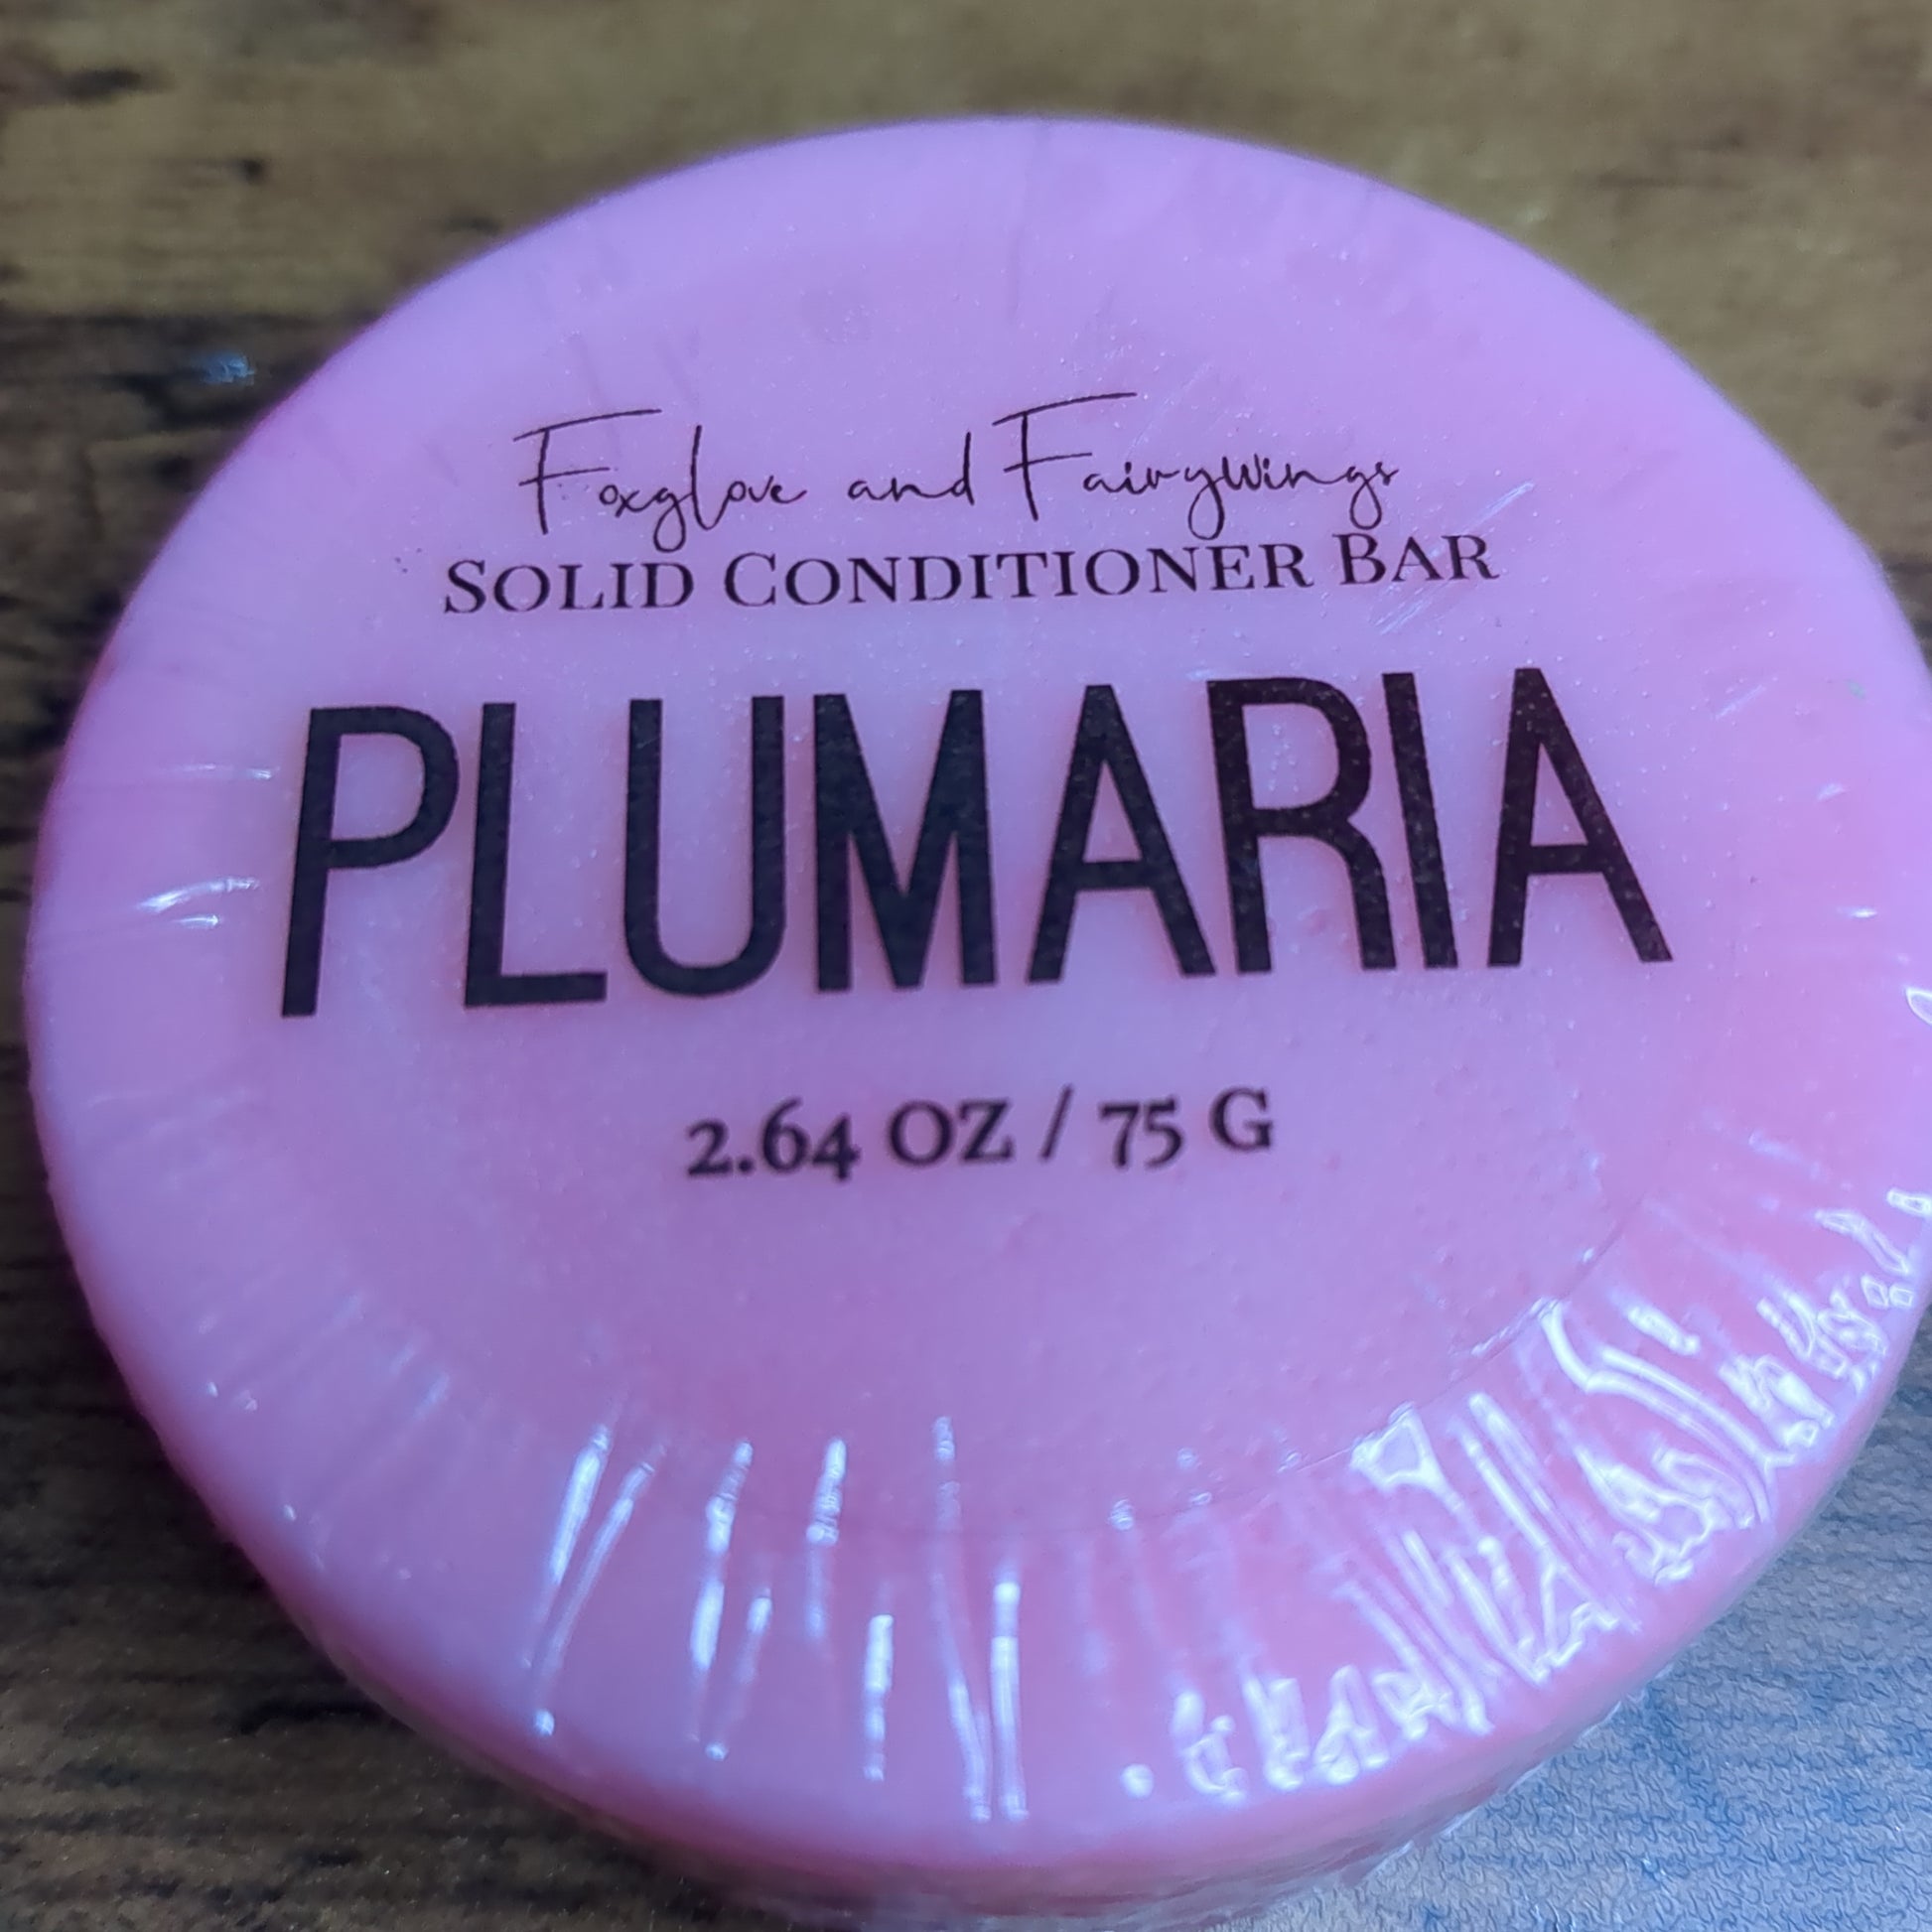 Foxglove and Fairywings
SOLID CONDITIONER BAR
PLUMARIA
2.64 OZ / 75 G